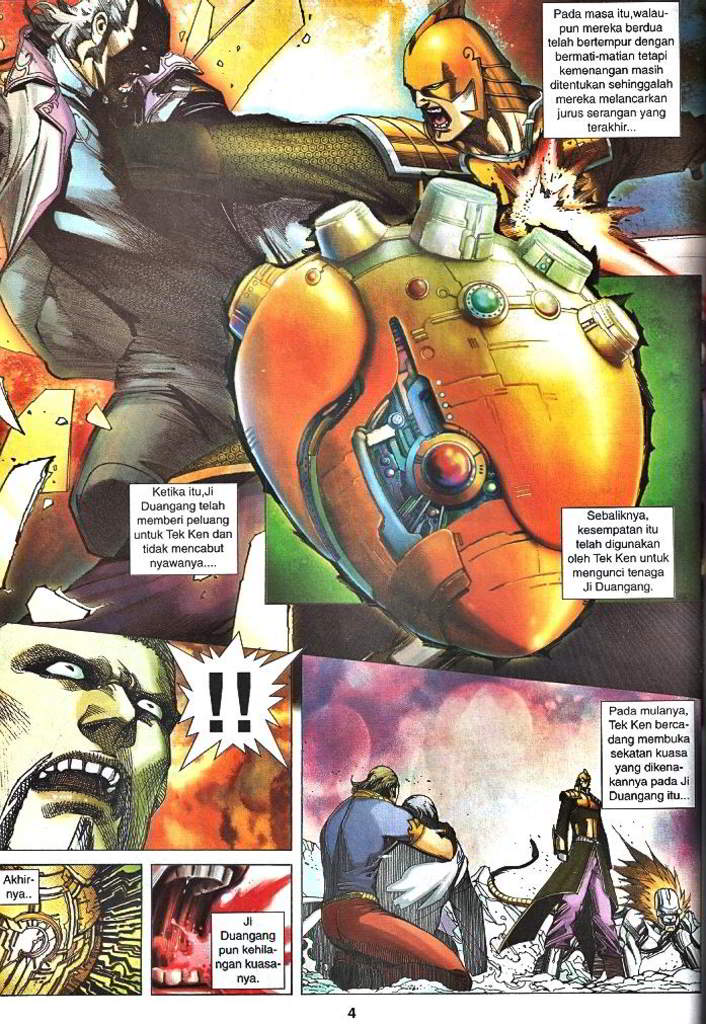 Pada masa itu,walau-
pun mereka berdua
telah bertempur dengan
bermati-matian tetapi
kemenangan masih
ditentukan sehinggalah
mereka melancarkan
jurus serangan yang
terakhir...
Ketika itu,Ji
Duangang telah
memberi peluang
untuk Tek Ken dan
tidak mencabut
nyawanya....
Sebaliknya,
kesempatan itu
telah digunakan
oleh Tek Ken untuk
mengunci tenaga
Ji Duangang.
!!
Pada mulanya,
Tek Ken berca-
dang membuka
sekatan kuasa
yang dikena-
kannya pada Ji
Duangang itu...
Akhir-
nya..
Ji
Duangang
pun kehil-
angan kuasa-
nya.
4